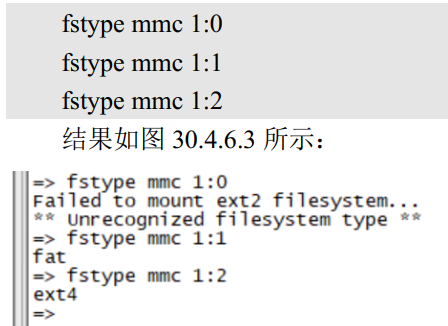 fstype mmc 1:0
fstype mmc 1:1
fstype mmc 1:2
结果如图 30.4.6.3 所示：
=> fstype mmc 1:0
Failed to mount ext2 filesystem...
** Unrecognized filesystem type **
=> fstype mmc 1:1
fat
=> fstype mmc 1:2
ext4
=>